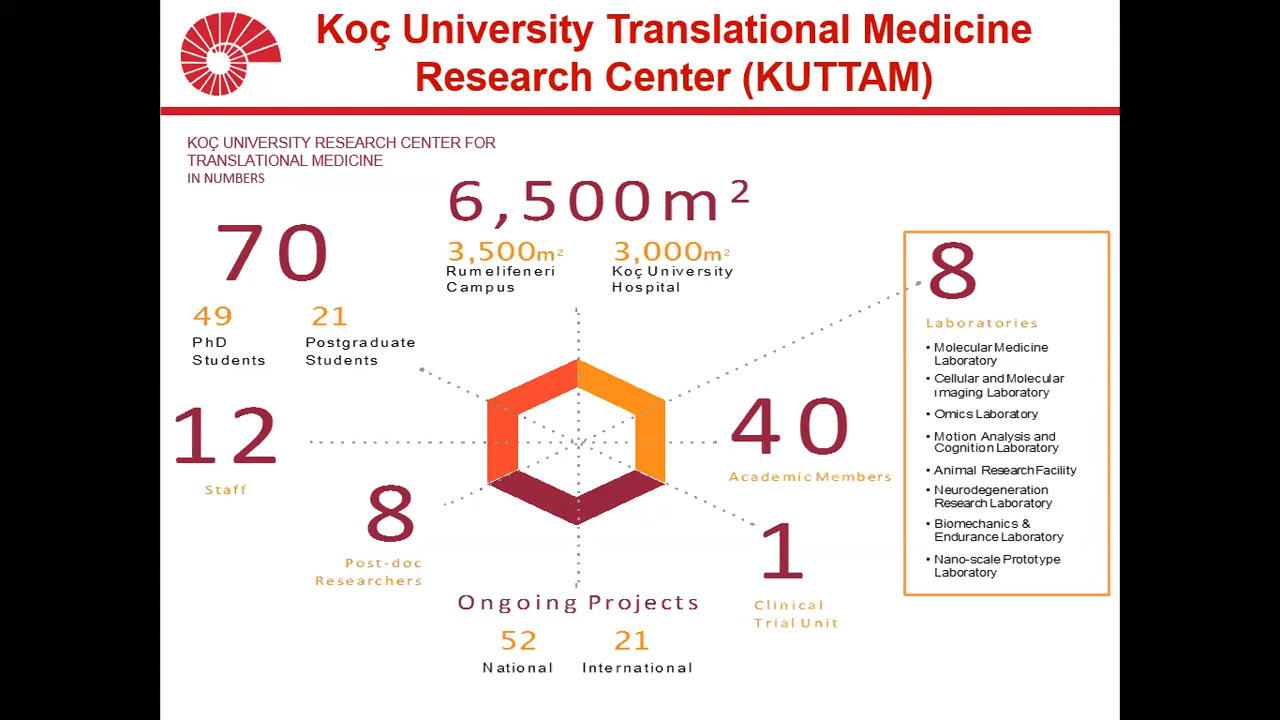 Koç University Translational Medicine
Research Center (KUTTAM)
KOÇ UNIVERSITY RESEARCH CENTER FOR
TRANSLATIONAL MEDICINE
IN NUMBERS
6,500m²
3,500m²
Rumelifeneri
Campus
3,000m²
Koç University
Hospital
70
49
PhD
Students
21
Postgraduate
Students
12
Staff
8
Post-doc
Researchers
Ongoing Projects
52
National
21
International
40
Academic Members
1
Clinical
Trial Unit
8
Laboratories
• Molecular Medicine
Laboratory
• Cellular and Molecular
imaging Laboratory
• Omics Laboratory
• Motion Analysis and
Cognition Laboratory
• Animal Research Facility
• Neurodegeneration
Research Laboratory
• Biomechanics &
Endurance Laboratory
• Nano-scale Prototype
Laboratory